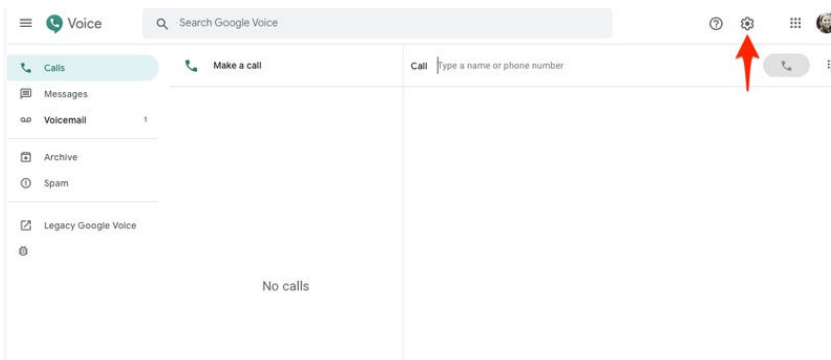 Voice
Search Google Voice
Calls
Messages
Voicemail 1
Archive
Spam
Legacy Google Voice
Make a call
No calls
Call Type a name or phone number